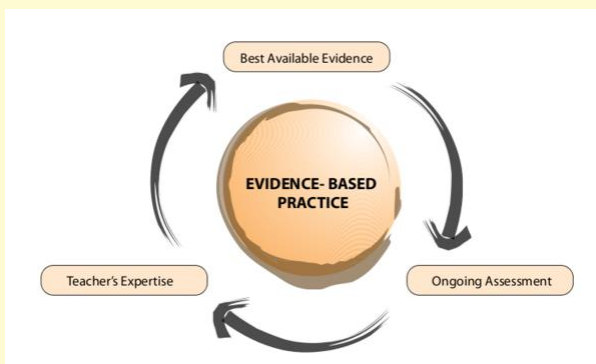 Best Available Evidence
EVIDENCE- BASED
PRACTICE
Teacher's Expertise
Ongoing Assessment